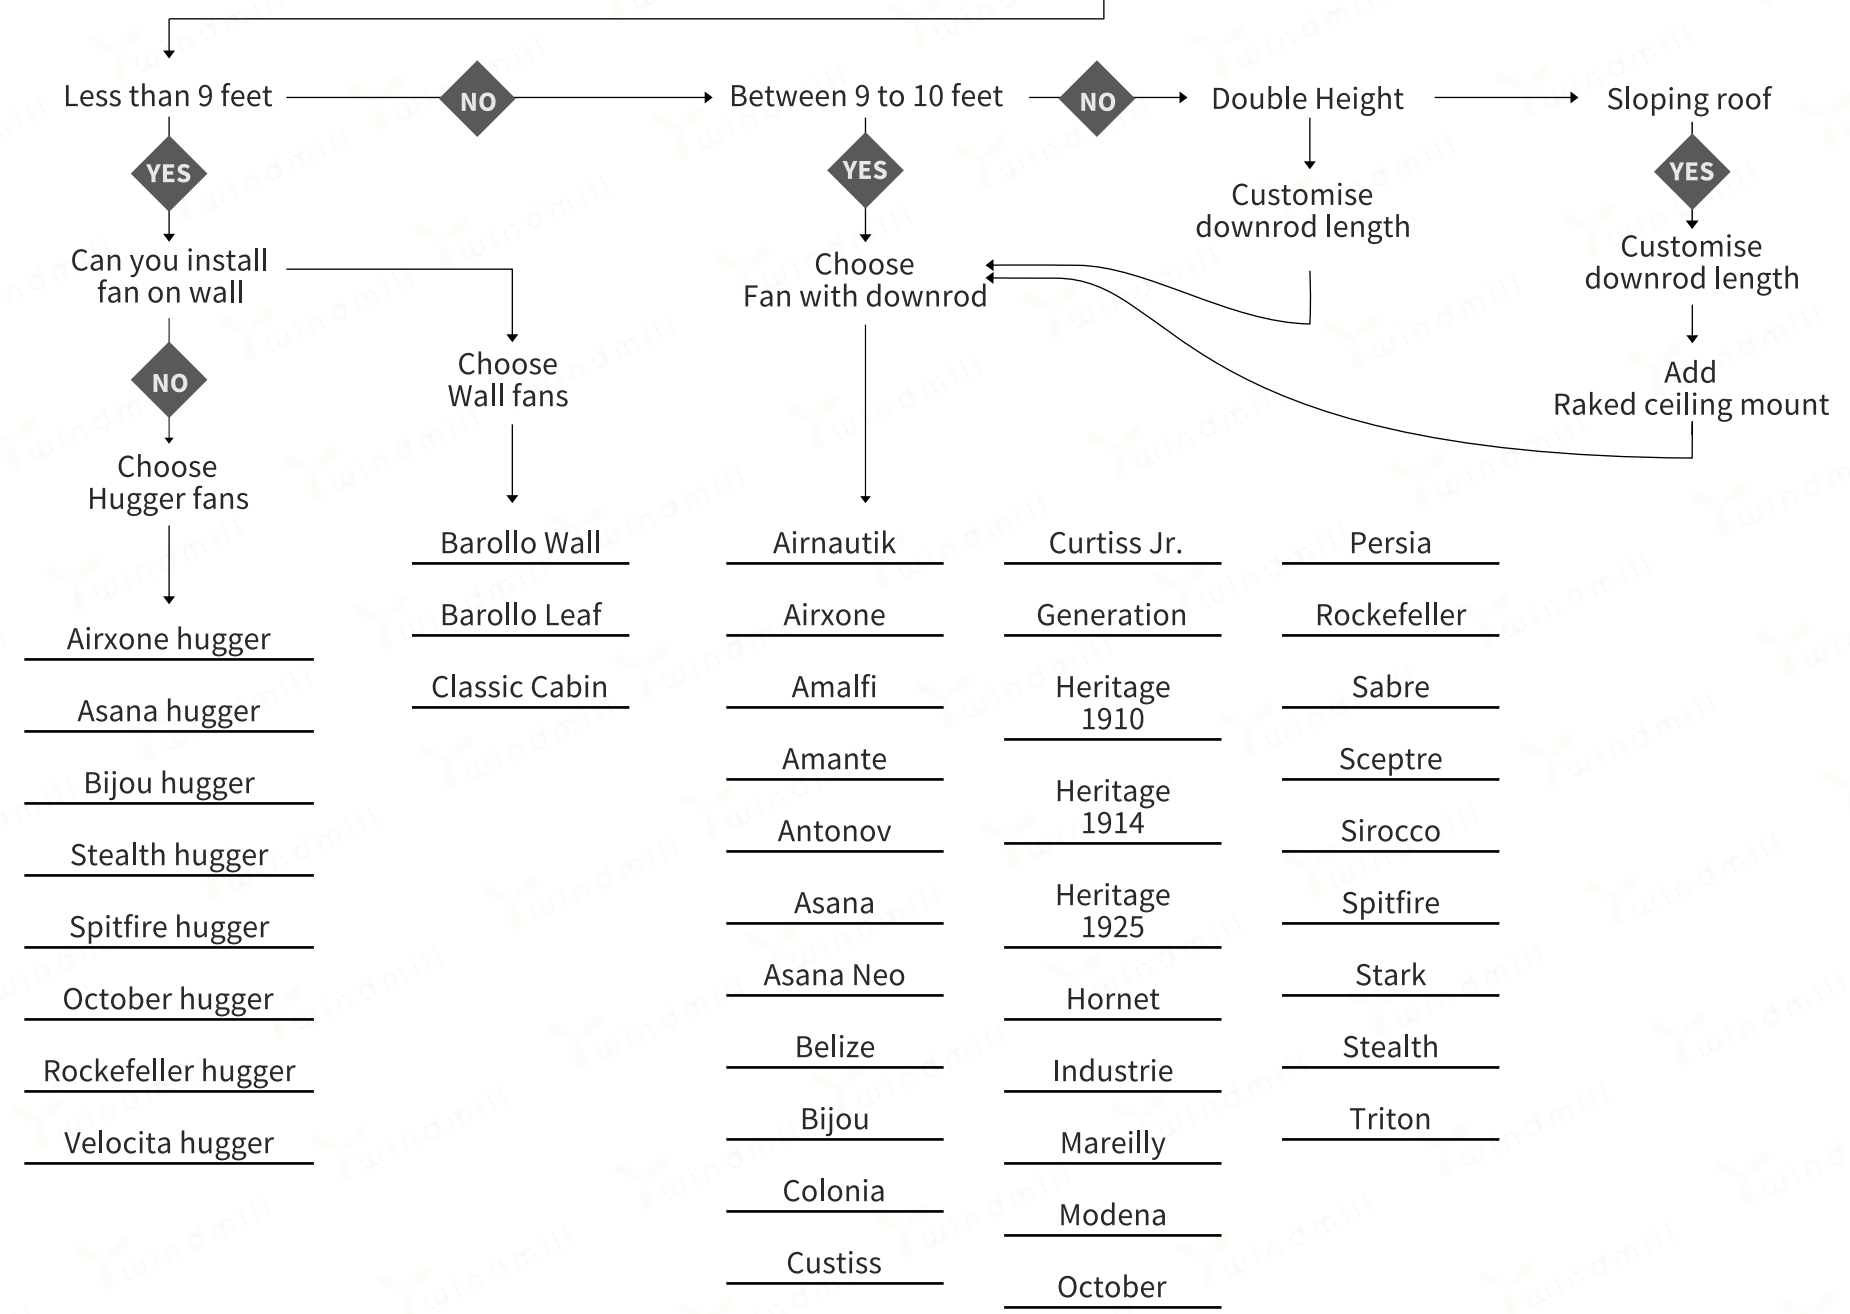 Less than 9 feet
NO
Between 9 to 10 feet
NO
Double Height
Sloping roof
YES
YES
YES
Customise
downrod length
Customise
downrod length
Can you install
fan on wall
Choose
Fan with downrod
Add
Raked ceiling mount
NO
Choose
Wall fans
Choose
Hugger fans
Airxone hugger
Asana hugger
Bijou hugger
Stealth hugger
Spitfire hugger
October hugger
Rockefeller hugger
Velocita hugger
Barollo Wall
Barollo Leaf
Classic Cabin
Airnautik
Airxone
Amalfi
Amante
Antonov
Asana
Asana Neo
Belize
Bijou
Colonia
Custiss
Curtiss Jr.
Generation
Heritage
1910
Heritage
1914
Heritage
1925
Hornet
Industrie
Mareilly
Modena
October
Persia
Rockefeller
Sabre
Sceptre
Sirocco
Spitfire
Stark
Stealth
Triton
windmill